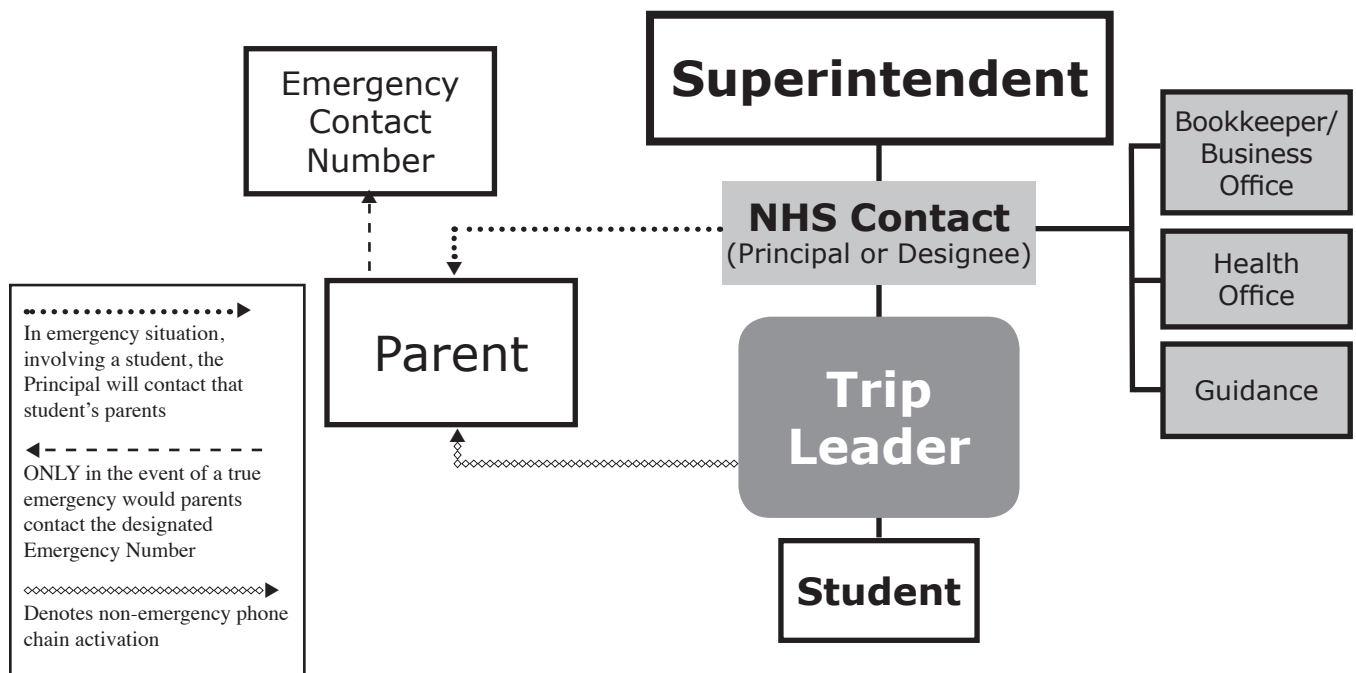 Emergency
Contact
Number
Superintendent
Bookkeeper/
Business
Office
NHS Contact
(Principal or Designee)
Health
Office
Guidance
Parent
Trip
Leader
Student
In emergency situation,
involving a student, the
Principal will contact that
student's parents
ONLY in the event of a true
emergency would parents
contact the designated
Emergency Number
Denotes non-emergency phone
chain activation